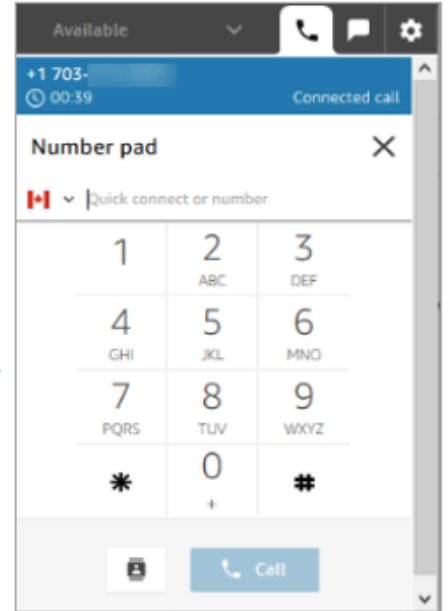 Available
+1 703-
00:39 Connected call
Number pad
Quick connect or number
1 2 3
ABC DEF
4 5 6
GHI JKL MNO
7 8 9
PQRS TUV WXYZ
* 0 #
+
Call